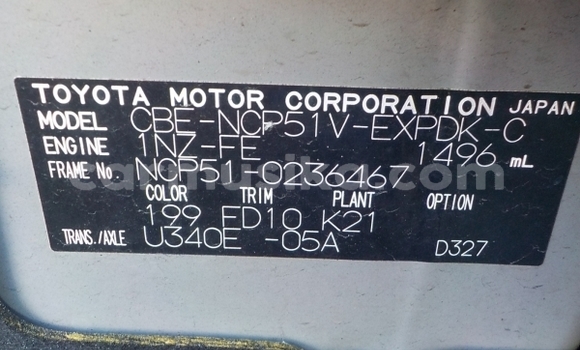 TOYOTA MOTOR CORPORATION JAPAN
MODEL CBE-NCP51V-EXPDK-C
ENGINE 1NZ-FE 1496 mL
FRAME No. NCP51-0236467
COLOR TRIM PLANT OPTION
199 FD10 K21
TRANS./AXLE U340E -05A
D327